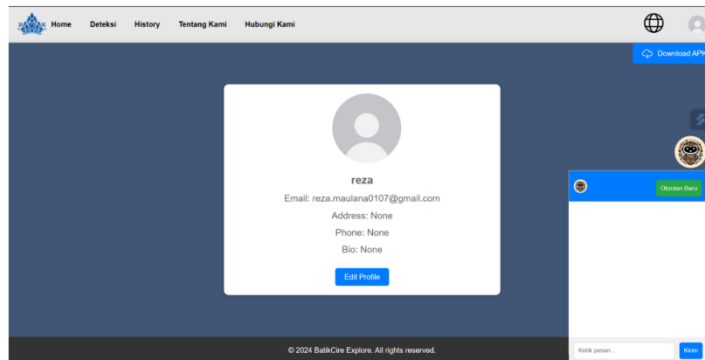 Home Deteksi History Tentang Kami Hubungi Kami
Download APK
reza
Email: reza.maulana0107@gmail.com
Address: None
Phone: None
Bio: None
Edit Profile
Obrolan Baru
Ketik pesan...
Kirim
© 2024 BatikCire Explore. All rights reserved.